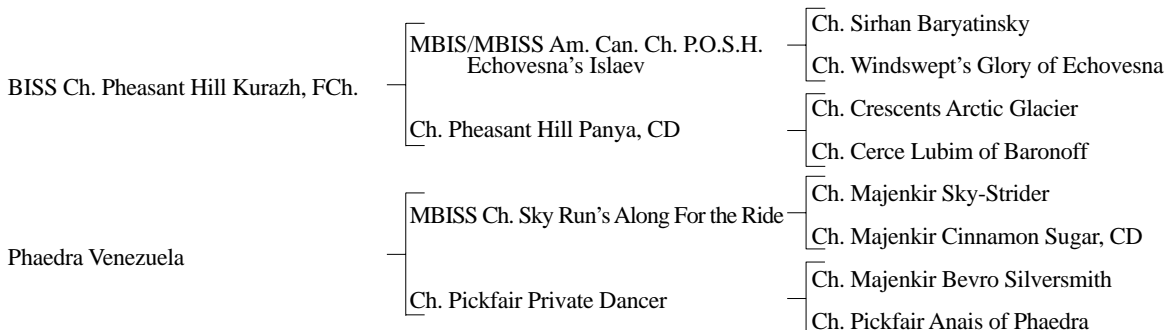 BISS Ch. Pheasant Hill Kurazh, FCh.
MBIS/MBISS Am. Can. Ch. P.O.S.H.
Echovesna's Islaev
Ch. Sirhan Baryatinsky
Ch. Windswept's Glory of Echovesna
Ch. Pheasant Hill Panya, CD
Ch. Crescents Arctic Glacier
Ch. Cerce Lubim of Baronoff
Phaedra Venezuela
MBISS Ch. Sky Run's Along For the Ride
Ch. Majenkir Sky-Strider
Ch. Majenkir Cinnamon Sugar, CD
Ch. Pickfair Private Dancer
Ch. Majenkir Bevro Silversmith
Ch. Pickfair Anais of Phaedra